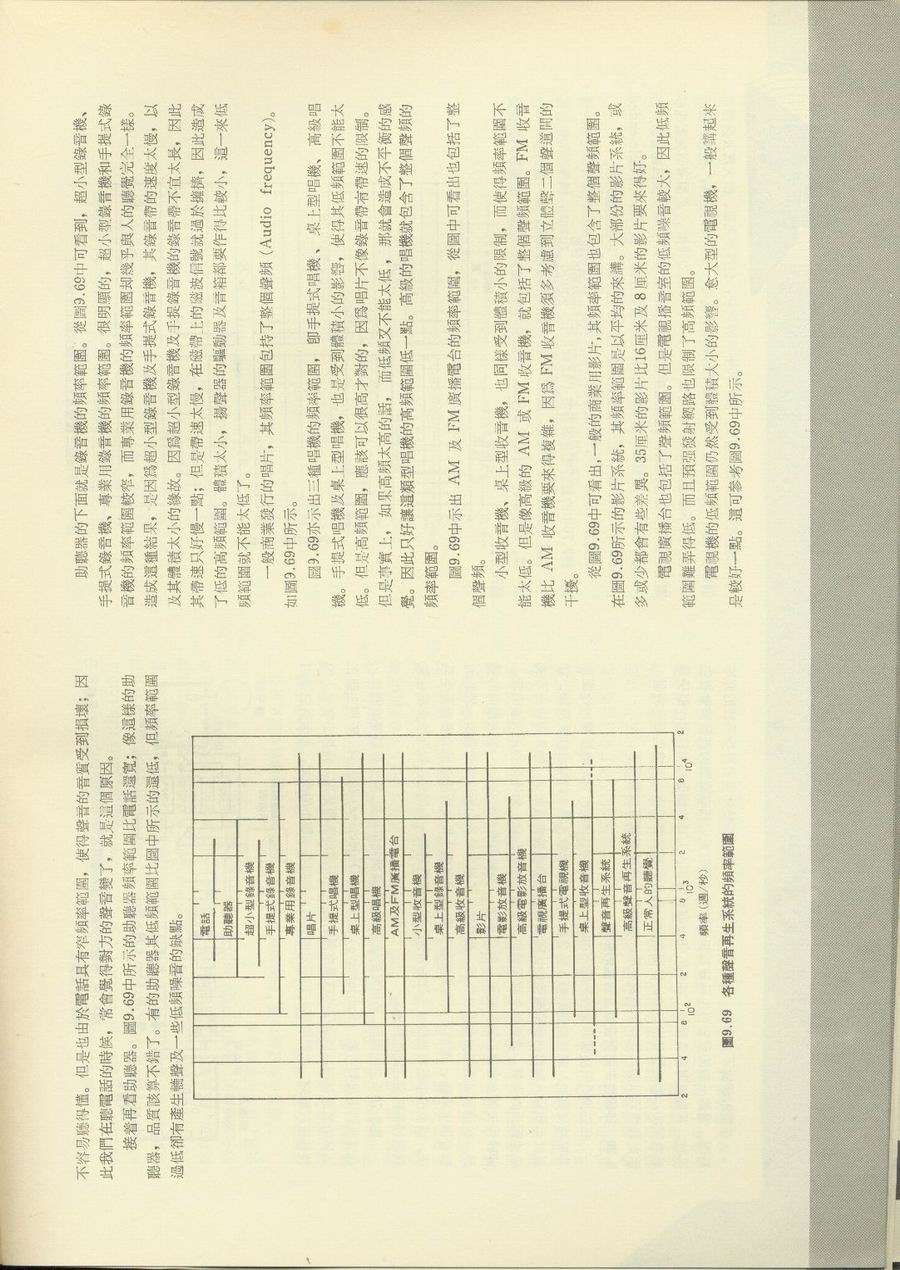 不容易聽得懂。但是也由於電話具有窄頻率範圍，使得聲音的音質受到損壞；因
此我們在聽電話的時候，常會覺得對方的聲音變了，就是這個原因。
接着再看助聽器。圖9.69中所示的助聽器頻率範圍比電話還寬；像這樣的助
聽器，品質該算不錯了。有的助聽器其低頻範圍比圖中所示的還低，但頻率範圍
過低卻有產生轆聲及一些低頻噪音的缺點。
電話
助聽器
超小型錄音機
手提式錄音機
專業用錄音機
唱片
手提式唱機
桌上型唱機
高級唱機
AM及FM廣播電台
小型收音機
桌上型錄音機
高級收音機
影片
電影放音機
高級電影放音機
電視廣播台
手提式電視機
桌上型收音機
聲音再生系統
高級聲音再生系統
正常人的聽覺
2 4 8 10² 2 4 8 10³ 2 4 8 10⁴ 2
頻率（週/秒）
圖9.69 各種聲音再生系統的頻率範圍
助聽器的下面就是錄音機的頻率範圍。從圖9.69中可看到，超小型錄音機、
手提式錄音機、專業用錄音機的頻率範圍。很明顯的，超小型錄音機和手提式錄
音機的頻率範圍較窄，而專業用錄音機的頻率範圍却幾乎與人的聽覺完全一樣。
造成這種結果，是因爲超小型錄音機及手提式錄音機，其錄音帶的速度太慢，以
及其體積太小的緣故。因爲超小型錄音機及手提錄音機的錄音帶不宜太長，因此
其帶速只好慢一點；但是帶速太慢，在磁帶上的磁波信號就過於擁擠，因此造成
了低的高頻範圍。體積太小，揚聲器的驅動器及音箱都要作得比較小，這一來低
頻範圍就不能太低了。
一般商業發行的唱片，其頻率範圍包持了整個聲頻（Audio frequency）。
如圖9.69中所示。
圖9.69亦示出三種唱機的頻率範圍，卽手提式唱機、桌上型唱機、高級唱
機。手提式唱機及桌上型唱機，也是受到體積小的影響，使得其低頻範圍不能太
低。但是高頻範圍，應該可以很高才對的，因爲唱片不像錄音帶有帶速的限制。
但是事實上，如果高頻太高的話，而低頻又不能太低，那就會造成不平衡的感
覺。因此只好讓這類型唱機的高頻範圍低一點。高級的唱機就包含了整個聲頻的
頻率範圍。
圖9.69中示出 AM 及 FM 廣播電台的頻率範圍，從圖中可看出也包括了整
個聲頻。
小型收音機、桌上型收音機，也同樣受到體積小的限制，而使得頻率範圍不
能太低。但是像高級的 AM 或 FM 收音機，就包括了整個聲頻範圍。FM 收音
機比 AM 收音機要來得複雜，因爲 FM 收音機須多考慮到立體聲二個聲道間的
干擾。
從圖9.69中可看出，一般的商業用影片，其頻率範圍也包含了整個聲頻範圍。
在圖9.69所示的影片系統，其頻率範圍是以平均的來講。大部份的影片系統，或
多或少都會有些差異。35厘米的影片比16厘米及 8 厘米的影片要來得好。
電視廣播台也包括了聲頻範圍。但是電視播音室的低頻噪音較大，因此低頻
範圍難弄得低。而且預强發射網路也限制了高頻範圍。
電視機的低頻範圍仍然受到體積大小的影響。愈大型的電視機，一般講起來
是較好一點。這可參考圖9.69中所示。